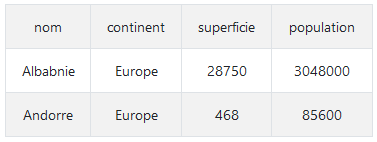 nom continent superficie population
Albabnie Europe 28750 3048000
Andorre Europe 468 85600